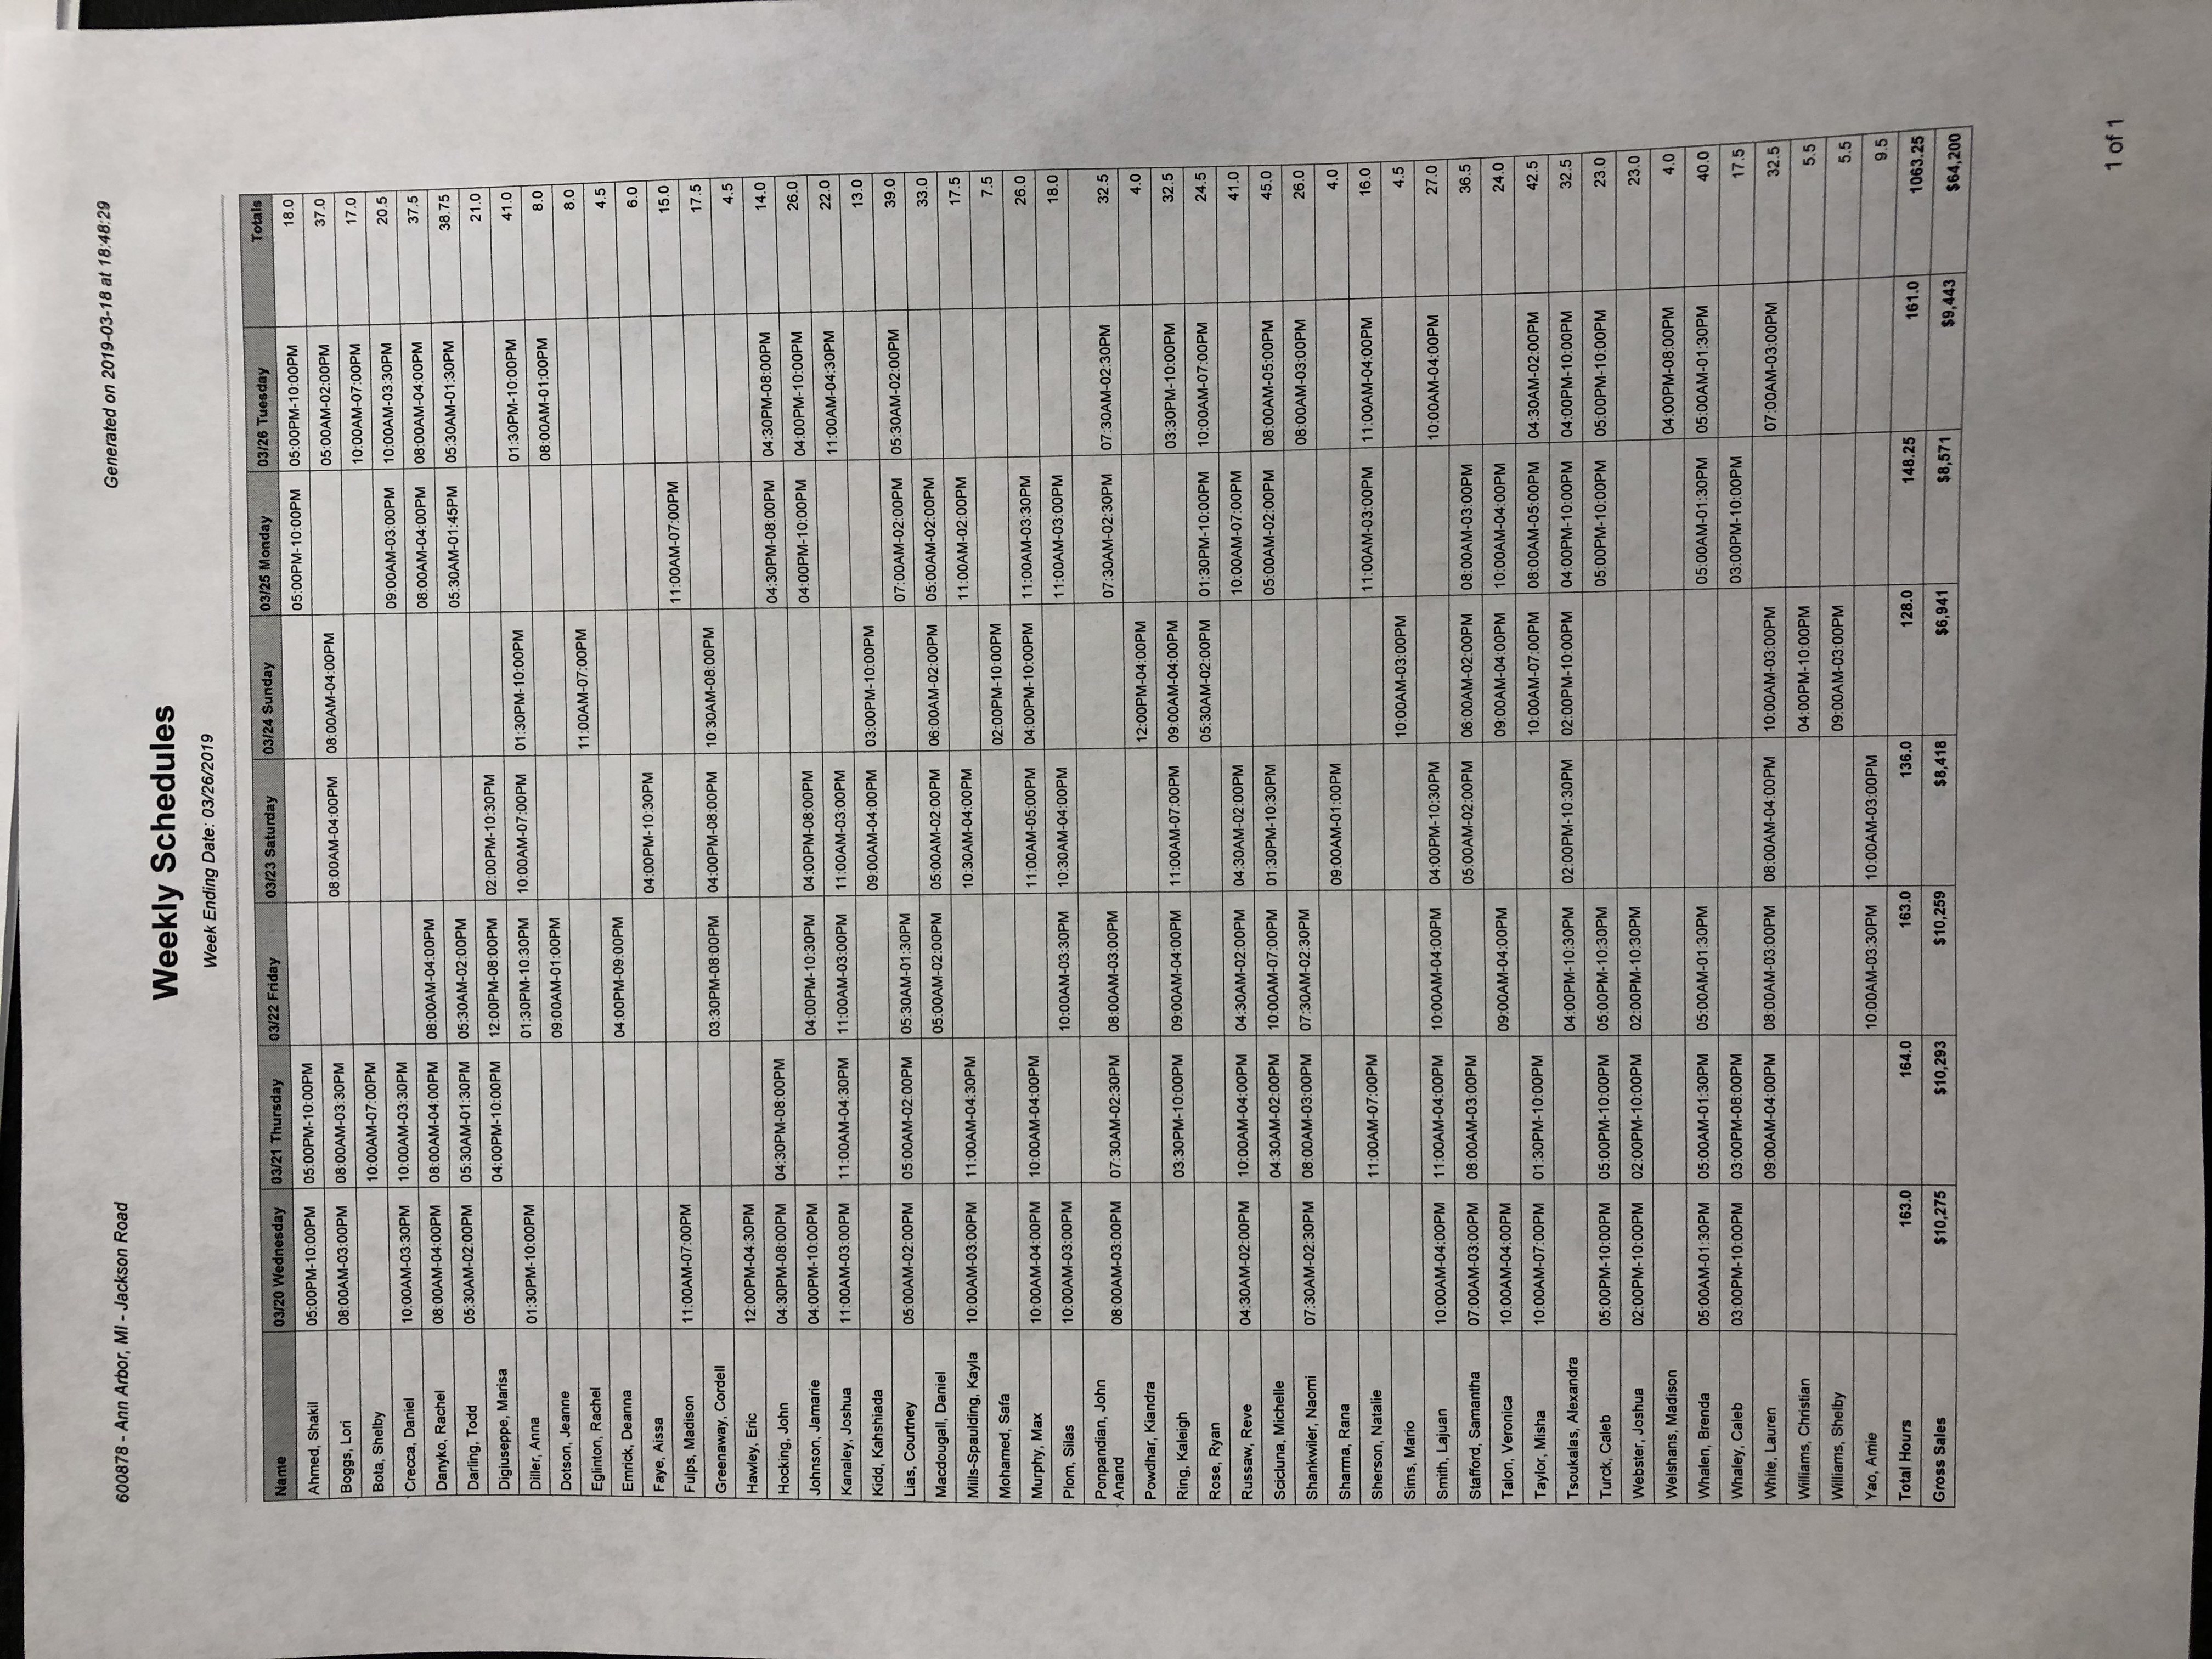 600878 - Ann Arbor, MI - Jackson Road
Generated on 2019-03-18 at 18:48:29
Weekly Schedules
Week Ending Date: 03/26/2019
Name 03/20 Wednesday 03/21 Thursday 03/22 Friday 03/23 Saturday 03/24 Sunday 03/25 Monday 03/26 Tuesday Totals
Ahmed, Shakil 05:00PM-10:00PM 05:00PM-10:00PM 05:00PM-10:00PM 05:00PM-10:00PM 18.0
Boggs, Lori 08:00AM-03:00PM 08:00AM-03:30PM 08:00AM-04:00PM 08:00AM-04:00PM 05:00AM-02:00PM 37.0
Bota, Shelby 10:00AM-07:00PM 10:00AM-07:00PM 17.0
Crecca, Daniel 10:00AM-03:30PM 10:00AM-03:30PM 09:00AM-03:00PM 10:00AM-03:30PM 20.5
Danyko, Rachel 08:00AM-04:00PM 08:00AM-04:00PM 08:00AM-04:00PM 08:00AM-04:00PM 08:00AM-04:00PM 37.5
Darling, Todd 05:30AM-02:00PM 05:30AM-01:30PM 05:30AM-02:00PM 05:30AM-01:45PM 05:30AM-01:30PM 38.75
Digiuseppe, Marisa 04:00PM-10:00PM 12:00PM-08:00PM 02:00PM-10:30PM 21.0
Diller, Anna 01:30PM-10:00PM 01:30PM-10:30PM 10:00AM-07:00PM 01:30PM-10:00PM 01:30PM-10:00PM 41.0
Dotson, Jeanne 09:00AM-01:00PM 08:00AM-01:00PM 8.0
Eglinton, Rachel 11:00AM-07:00PM 8.0
Emrick, Deanna 04:00PM-09:00PM 4.5
Faye, Aissa 04:00PM-10:30PM 6.0
Fulps, Madison 11:00AM-07:00PM 11:00AM-07:00PM 15.0
Greenaway, Cordell 03:30PM-08:00PM 04:00PM-08:00PM 10:30AM-08:00PM 17.5
Hawley, Eric 12:00PM-04:30PM 4.5
Hocking, John 04:30PM-08:00PM 04:30PM-08:00PM 04:30PM-08:00PM 04:30PM-08:00PM 14.0
Johnson, Jamarie 04:00PM-10:00PM 04:00PM-10:30PM 04:00PM-08:00PM 04:00PM-10:00PM 04:00PM-10:00PM 26.0
Kanaley, Joshua 11:00AM-03:00PM 11:00AM-04:30PM 11:00AM-03:00PM 11:00AM-03:00PM 11:00AM-04:30PM 22.0
Kidd, Kahshiada 09:00AM-04:00PM 03:00PM-10:00PM 13.0
Lias, Courtney 05:00AM-02:00PM 05:00AM-02:00PM 05:30AM-01:30PM 07:00AM-02:00PM 05:30AM-02:00PM 39.0
Macdougall, Daniel 05:00AM-02:00PM 05:00AM-02:00PM 06:00AM-02:00PM 05:00AM-02:00PM 33.0
Mills-Spaulding, Kayla 10:00AM-03:00PM 11:00AM-04:30PM 10:30AM-04:00PM 11:00AM-02:00PM 17.5
Mohamed, Safa 02:00PM-10:00PM 7.5
Murphy, Max 10:00AM-04:00PM 10:00AM-04:00PM 11:00AM-05:00PM 04:00PM-10:00PM 11:00AM-03:30PM 26.0
Plom, Silas 10:00AM-03:00PM 10:00AM-03:30PM 10:30AM-04:00PM 11:00AM-03:00PM 18.0
Ponpandian, John
Anand 08:00AM-03:00PM 07:30AM-02:30PM 08:00AM-03:00PM 07:30AM-02:30PM 07:30AM-02:30PM 32.5
Powdhar, Kiandra 12:00PM-04:00PM 4.0
Ring, Kaleigh 03:30PM-10:00PM 09:00AM-04:00PM 11:00AM-07:00PM 09:00AM-04:00PM 03:30PM-10:00PM 32.5
Rose, Ryan 05:30AM-02:00PM 01:30PM-10:00PM 10:00AM-07:00PM 24.5
Russaw, Reve 04:30AM-02:00PM 10:00AM-04:00PM 04:30AM-02:00PM 04:30AM-02:00PM 10:00AM-07:00PM 41.0
Scicluna, Michelle 04:30AM-02:00PM 10:00AM-07:00PM 01:30PM-10:30PM 05:00AM-02:00PM 08:00AM-05:00PM 45.0
Shankwiler, Naomi 07:30AM-02:30PM 08:00AM-03:00PM 07:30AM-02:30PM 08:00AM-03:00PM 26.0
Sharma, Rana 09:00AM-01:00PM 4.0
Sherson, Natalie 11:00AM-07:00PM 11:00AM-03:00PM 11:00AM-04:00PM 16.0
Sims, Mario 10:00AM-03:00PM 4.5
Smith, Lajuan 10:00AM-04:00PM 11:00AM-04:00PM 10:00AM-04:00PM 04:00PM-10:30PM 10:00AM-04:00PM 27.0
Stafford, Samantha 07:00AM-03:00PM 08:00AM-03:00PM 05:00AM-02:00PM 06:00AM-02:00PM 08:00AM-03:00PM 36.5
Talon, Veronica 10:00AM-04:00PM 09:00AM-04:00PM 09:00AM-04:00PM 10:00AM-04:00PM 24.0
Taylor, Misha 10:00AM-07:00PM 01:30PM-10:00PM 10:00AM-07:00PM 08:00AM-05:00PM 04:30AM-02:00PM 42.5
Tsoukalas, Alexandra 04:00PM-10:30PM 02:00PM-10:30PM 02:00PM-10:00PM 04:00PM-10:00PM 04:00PM-10:00PM 32.5
Turck, Caleb 05:00PM-10:00PM 05:00PM-10:00PM 05:00PM-10:30PM 05:00PM-10:00PM 05:00PM-10:00PM 23.0
Webster, Joshua 02:00PM-10:00PM 02:00PM-10:00PM 02:00PM-10:30PM 23.0
Welshans, Madison 04:00PM-08:00PM 4.0
Whalen, Brenda 05:00AM-01:30PM 05:00AM-01:30PM 05:00AM-01:30PM 05:00AM-01:30PM 05:00AM-01:30PM 40.0
Whaley, Caleb 03:00PM-10:00PM 03:00PM-08:00PM 03:00PM-10:00PM 17.5
White, Lauren 09:00AM-04:00PM 08:00AM-03:00PM 08:00AM-04:00PM 10:00AM-03:00PM 07:00AM-03:00PM 32.5
Williams, Christian 04:00PM-10:00PM 5.5
Williams, Shelby 09:00AM-03:00PM 5.5
Yao, Amie 10:00AM-03:30PM 10:00AM-03:00PM 9.5
Total Hours 163.0 164.0 163.0 136.0 128.0 148.25 161.0 1063.25
Gross Sales $10,275 $10,293 $10,259 $8,418 $6,941 $8,571 $9,443 $64,200
1 of 1